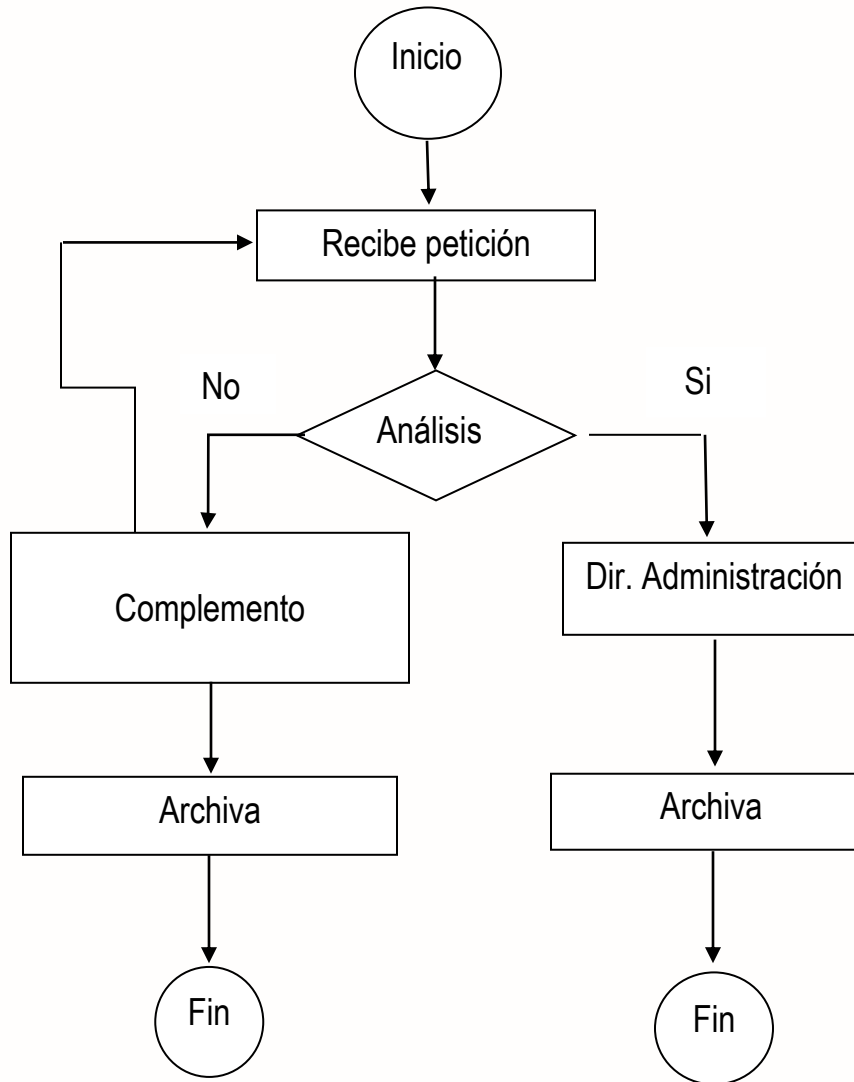 Inicio
Recibe petición
No
Si
Análisis
Complemento
Dir. Administración
Archiva
Archiva
Fin
Fin